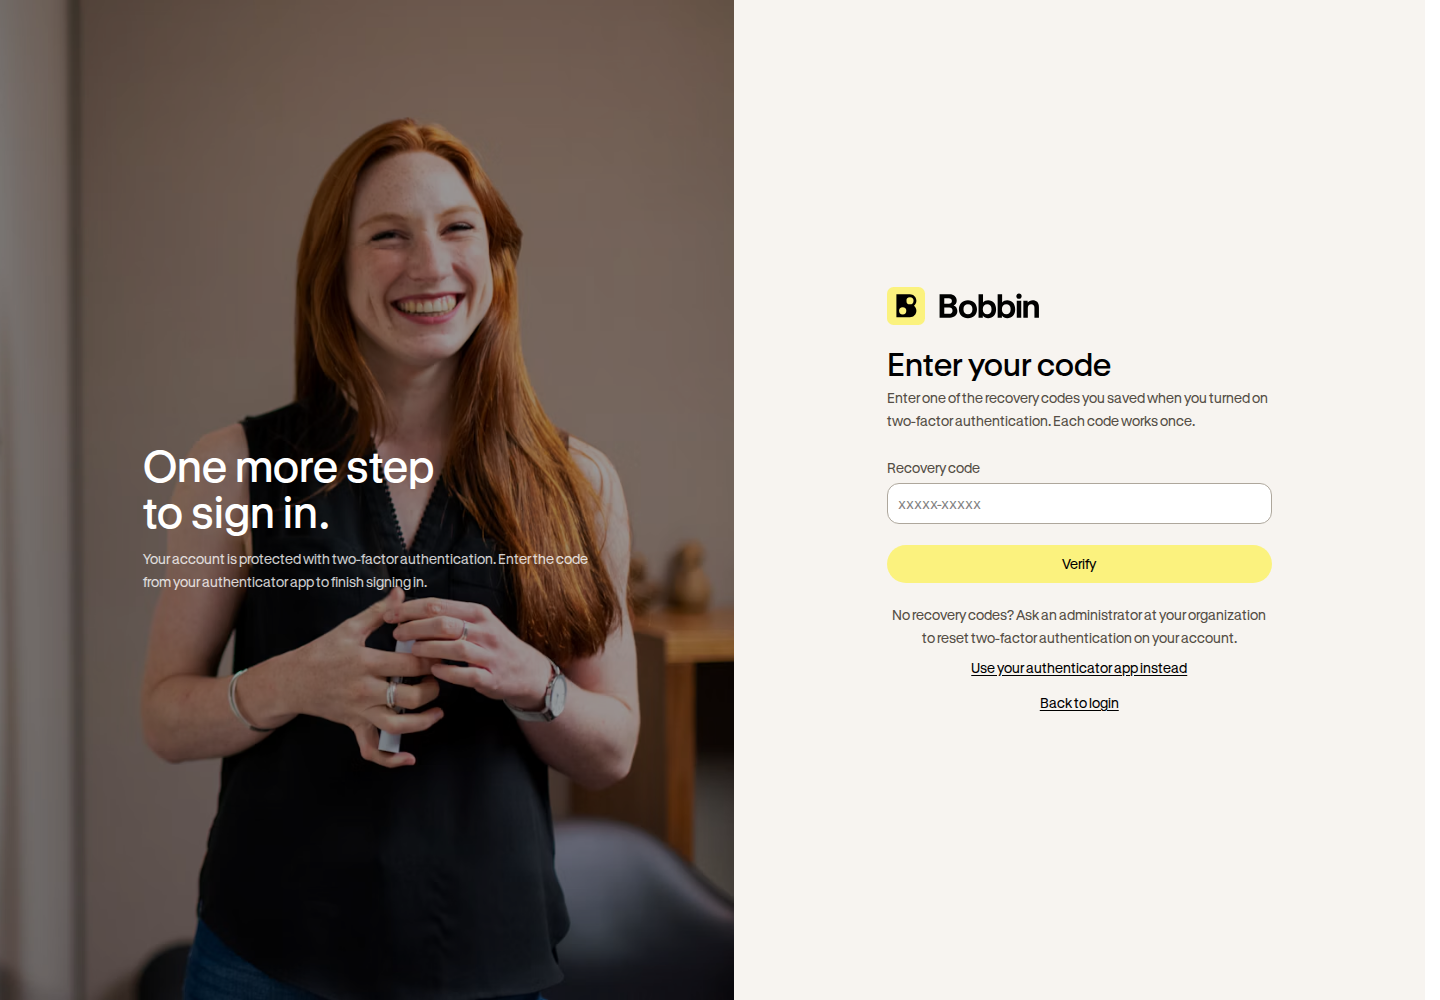 One more step
to sign in.
Your account is protected with two-factor authentication. Enter the code
from your authenticator app to finish signing in.
B Bobbin
Enter your code
Enter one of the recovery codes you saved when you turned on
two-factor authentication. Each code works once.
Recovery code
xxxxx-xxxxx
Verify
No recovery codes? Ask an administrator at your organization
to reset two-factor authentication on your account.
Use your authenticator app instead
Back to login